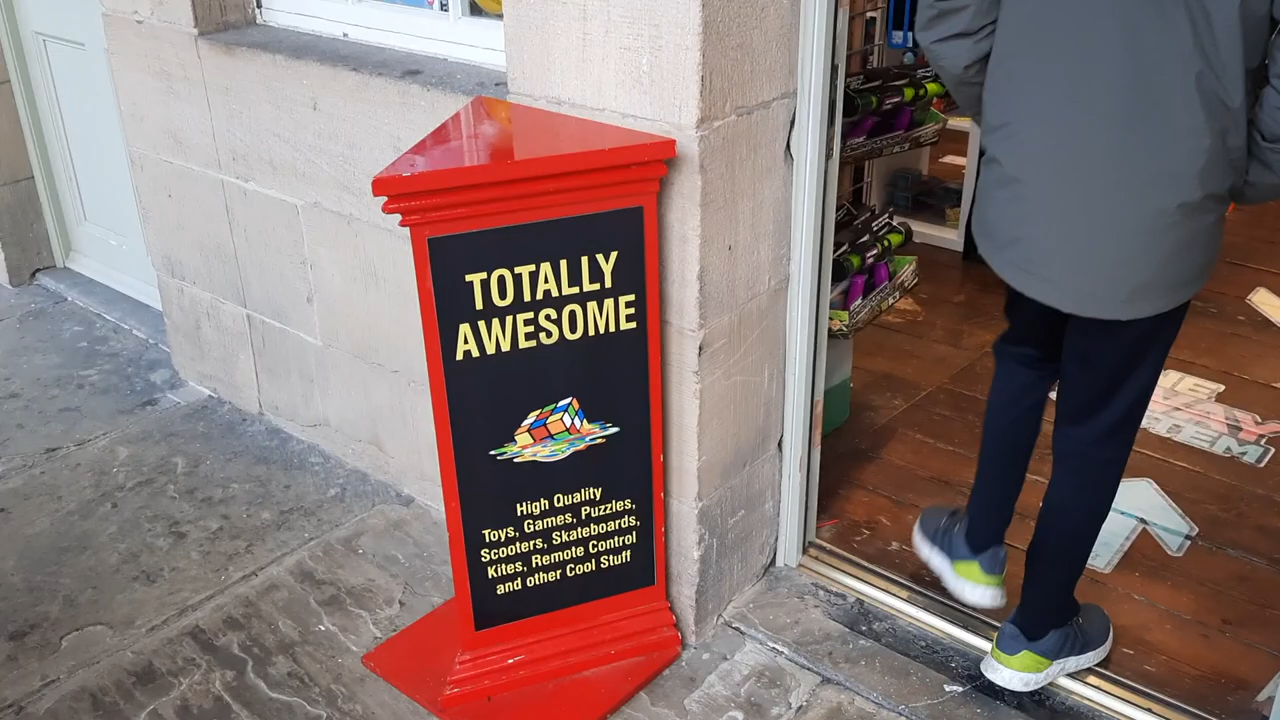 TOTALLY
AWESOME
High Quality
Toys, Games, Puzzles,
Scooters, Skateboards,
Kites, Remote Control
and other Cool Stuff